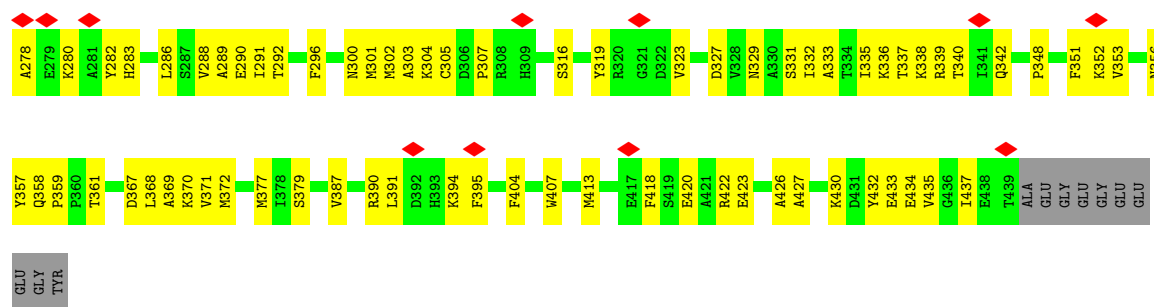 A278 E279 K280 A281 Y282 H283 L286 S287 V288 A289 E290 I291 T292 F296 N300 M301 M302 A303 K304 C305 D306 P307 R308 H309 S316 Y319 R320 G321 D322 V323 D327 V328 N329 A330 S331 I332 A333 T334 I335 K336 T337 K338 R339 T340 I341 Q342 P348 F351 K352 V353 N356
Y357 Q358 P359 P360 T361 D367 L368 A369 K370 V371 M372 M377 I378 S379 V387 R390 L391 D392 H393 K394 F395 F404 W407 M413 E417 F418 S419 E420 A421 R422 E423 A426 A427 K430 D431 Y432 E433 E434 V435 G436 I437 E438 T439 ALA GLU GLY GLU GLY GLU GLU
GLU GLY TYR